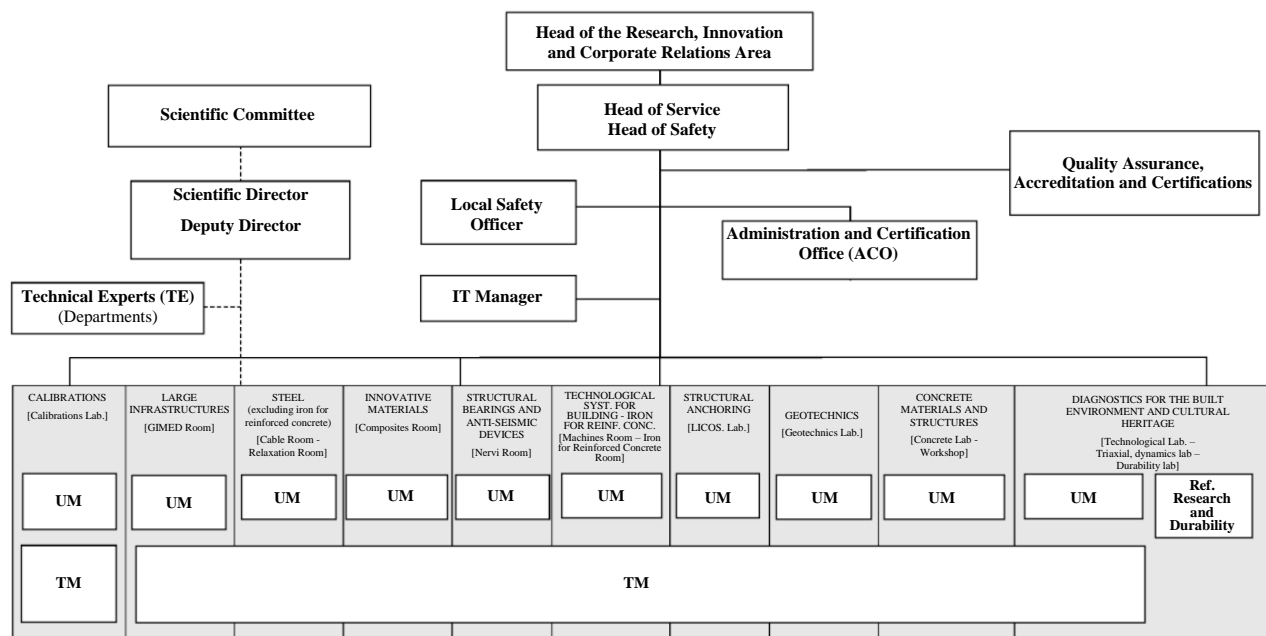 Head of the Research, Innovation
and Corporate Relations Area
Scientific Committee
Head of Service
Head of Safety
Quality Assurance,
Accreditation and Certifications
Scientific Director
Deputy Director
Local Safety
Officer
Administration and Certification
Office (ACO)
Technical Experts (TE)
(Departments)
IT Manager
CALIBRATIONS
[Calibrations Lab.]
LARGE
INFRASTRUCTURES
[GIMED Room]
STEEL
(excluding iron for
reinforced concrete)
[Cable Room -
Relaxation Room]
INNOVATIVE
MATERIALS
[Composites Room]
STRUCTURAL
BEARINGS AND
ANTI-SEISMIC
DEVICES
[Nervi Room]
TECHNOLOGICAL
SYST. FOR
BUILDING - IRON
FOR REINF. CONC.
[Machines Room – Iron
for Reinforced Concrete
Room]
STRUCTURAL
ANCHORING
[LICOS. Lab.]
GEOTECHNICS
[Geotechnics Lab.]
CONCRETE
MATERIALS AND
STRUCTURES
[Concrete Lab -
Workshop]
DIAGNOSTICS FOR THE BUILT
ENVIRONMENT AND CULTURAL
HERITAGE
[Technological Lab. –
Triaxial, dynamics lab –
Durability lab]
UM
UM
UM
UM
UM
UM
UM
UM
UM
UM
Ref.
Research
and
Durability
TM
TM